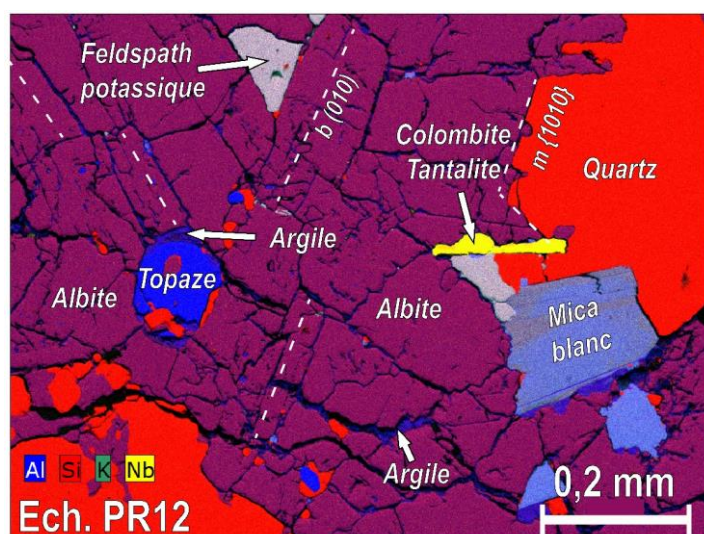 Feldspath
potassique
b (010)
Colombite
Tantalite
m {1010}
Quartz
Argile
Topaze
Albite
Albite
Mica
blanc
Argile
Al Si K Nb
Ech. PR12
0,2 mm